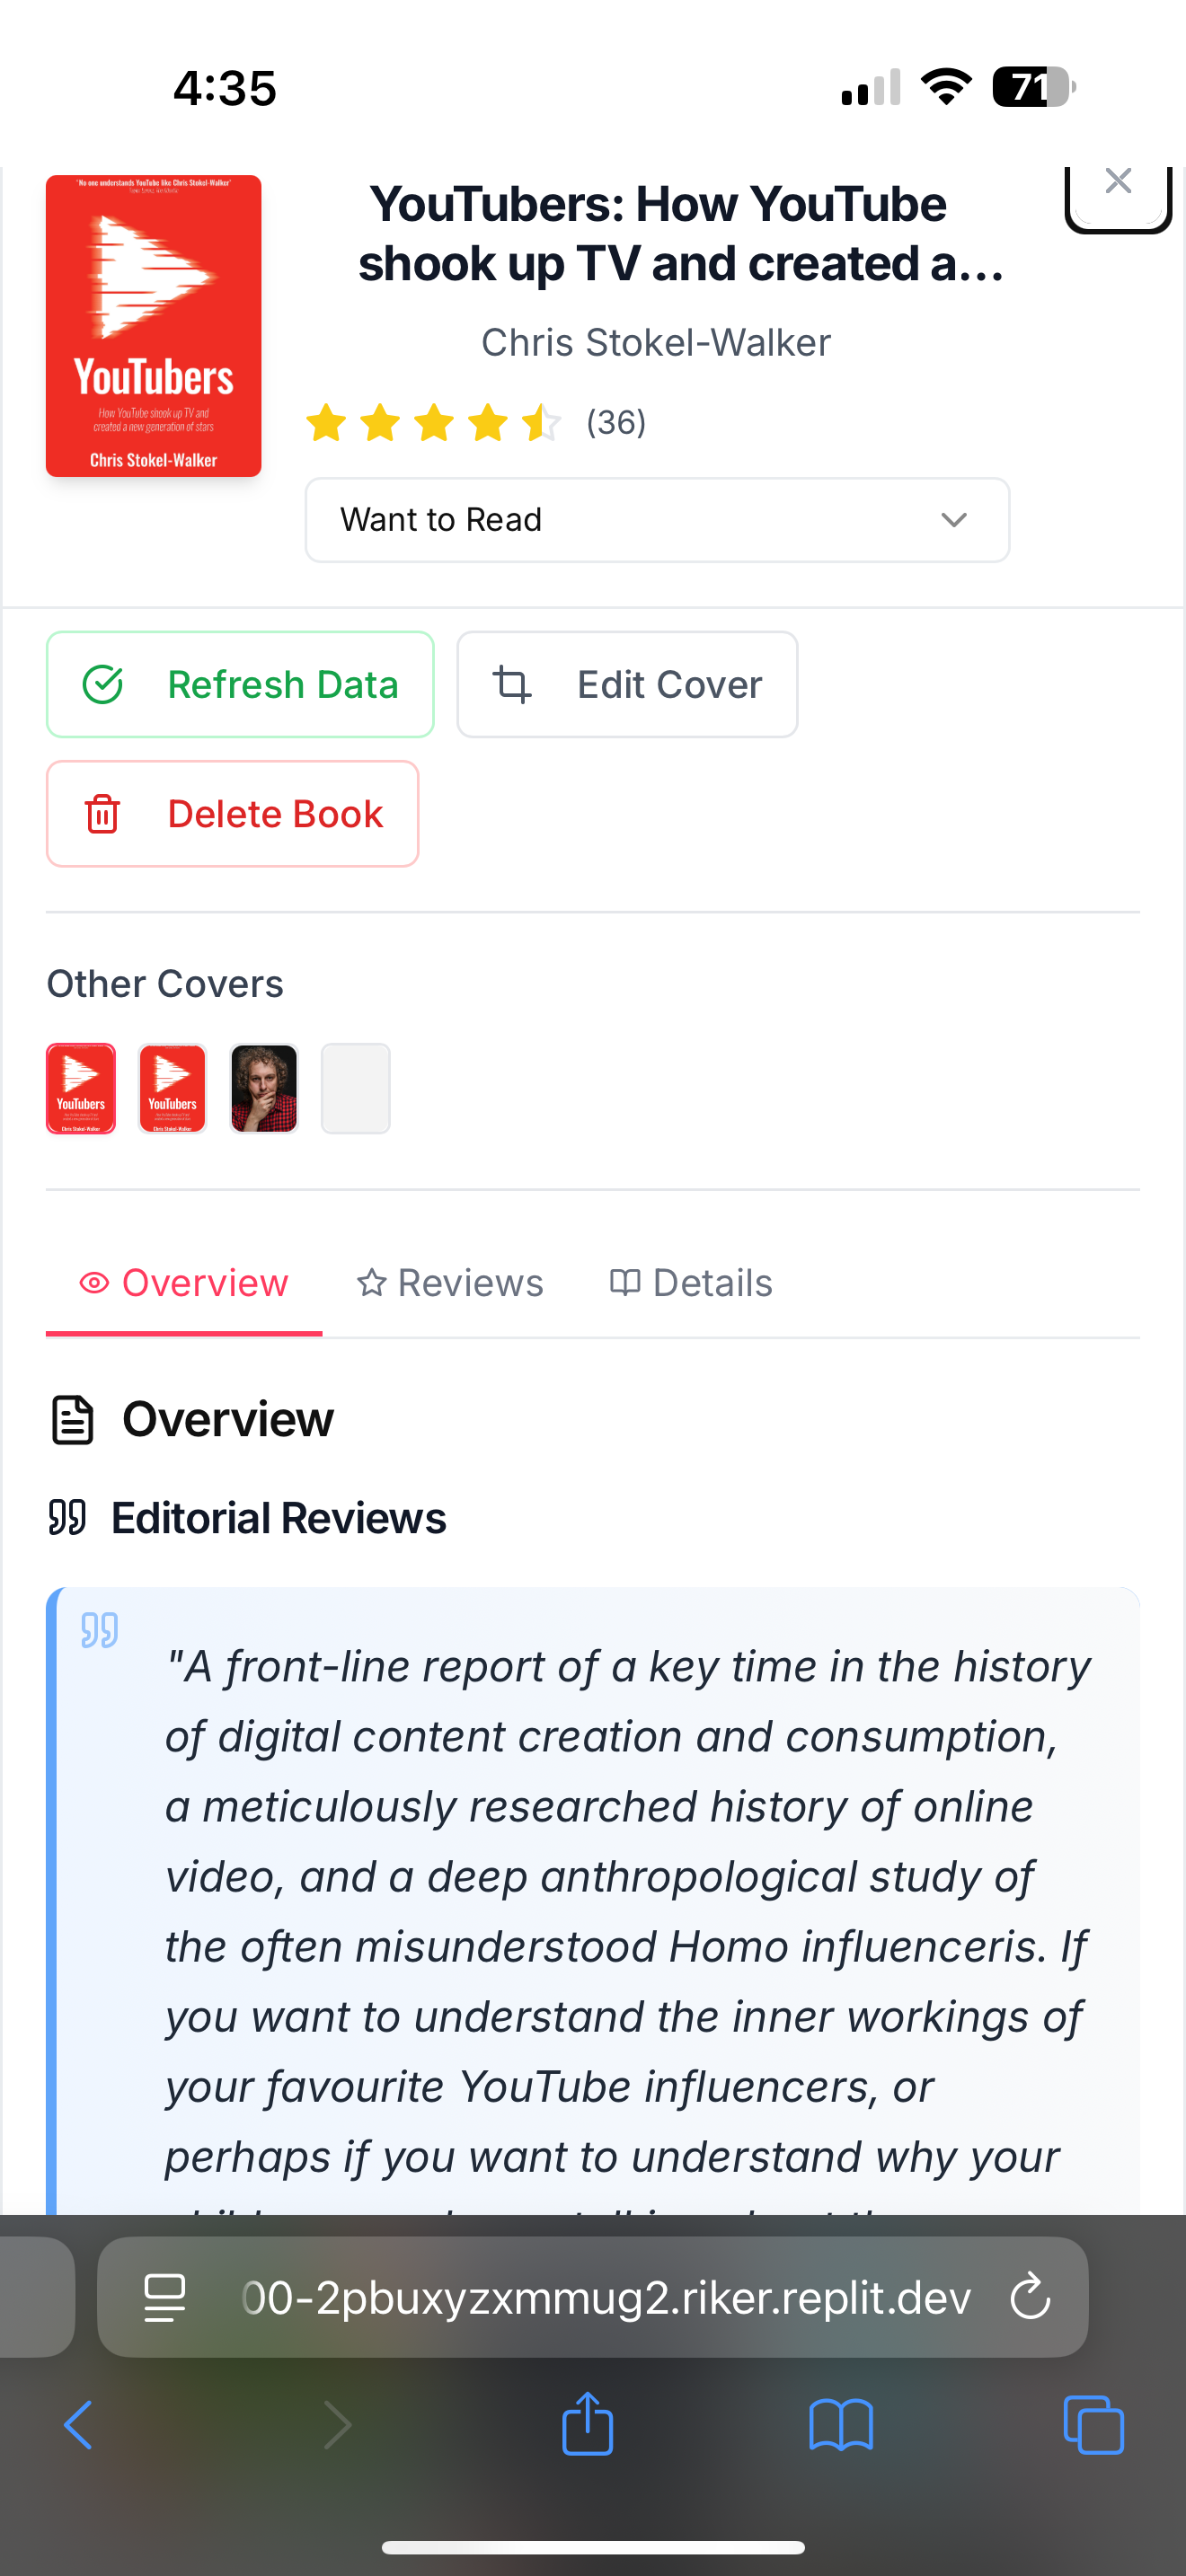 4:35
71
"No one understands YouTube like Chris Stokel-Walker"
YouTubers
How YouTube shook up TV and
created a new generation of stars
Chris Stokel-Walker
YouTubers: How YouTube
shook up TV and created a...
Chris Stokel-Walker
(36)
Want to Read
Refresh Data
Edit Cover
Delete Book
Other Covers
YouTubers
Chris Stokel-Walker
YouTubers
Chris Stokel-Walker
Overview
Reviews
Details
Overview
Editorial Reviews
"A front-line report of a key time in the history
of digital content creation and consumption,
a meticulously researched history of online
video, and a deep anthropological study of
the often misunderstood Homo influenceris. If
you want to understand the inner workings of
your favourite YouTube influencers, or
perhaps if you want to understand why your
00-2pbuxyzxmmug2.riker.replit.dev